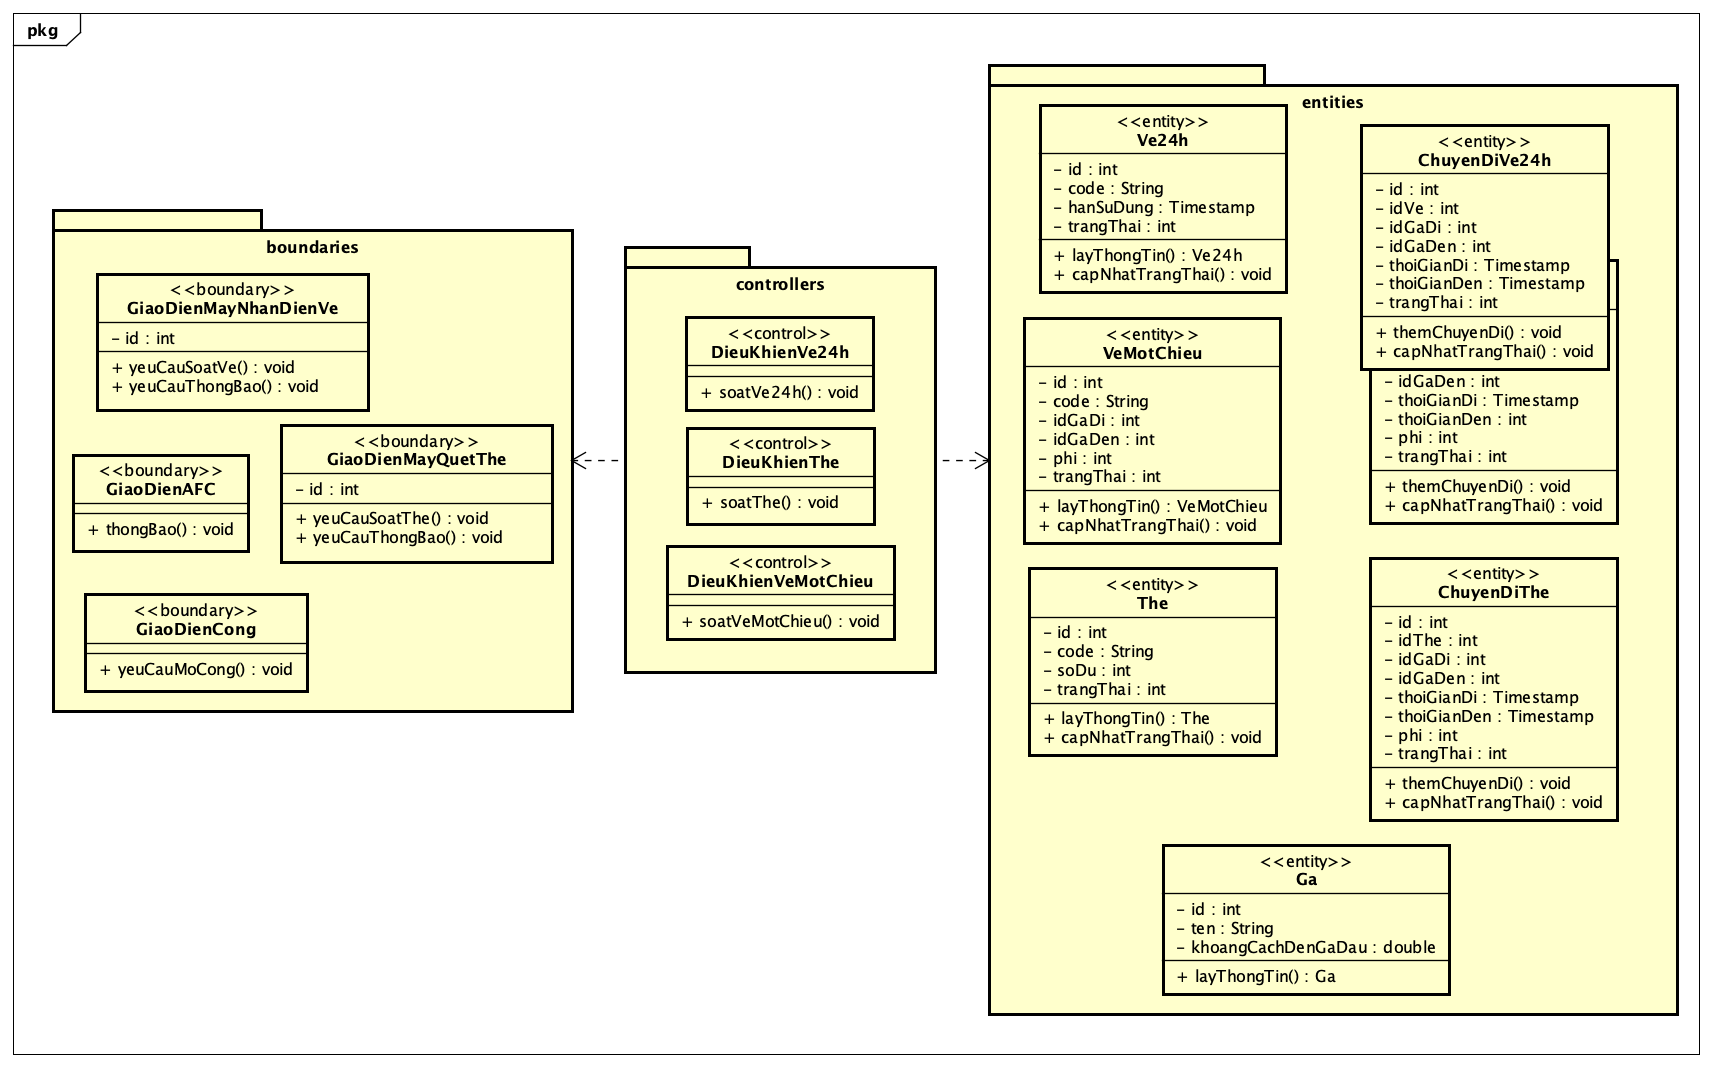 pkg
boundaries
<<boundary>>
GiaoDienMayNhanDienVe
- id : int
+ yeuCauSoatVe() : void
+ yeuCauThongBao() : void
<<boundary>>
GiaoDienAFC
+ thongBao() : void
<<boundary>>
GiaoDienMayQuetThe
- id : int
+ yeuCauSoatThe() : void
+ yeuCauThongBao() : void
<<boundary>>
GiaoDienCong
+ yeuCauMoCong() : void
controllers
<<control>>
DieuKhienVe24h
+ soatVe24h() : void
<<control>>
DieuKhienThe
+ soatThe() : void
<<control>>
DieuKhienVeMotChieu
+ soatVeMotChieu() : void
entities
<<entity>>
Ve24h
- id : int
- code : String
- hanSuDung : Timestamp
- trangThai : int
+ layThongTin() : Ve24h
+ capNhatTrangThai() : void
<<entity>>
ChuyenDiVe24h
- id : int
- idVe : int
- idGaDi : int
- idGaDen : int
- thoiGianDi : Timestamp
- thoiGianDen : Timestamp
- trangThai : int
+ themChuyenDi() : void
+ capNhatTrangThai() : void
- idGaDen : int
- thoiGianDi : Timestamp
- thoiGianDen : int
- phi : int
- trangThai : int
+ themChuyenDi() : void
+ capNhatTrangThai() : void
<<entity>>
VeMotChieu
- id : int
- code : String
- idGaDi : int
- idGaDen : int
- phi : int
- trangThai : int
+ layThongTin() : VeMotChieu
+ capNhatTrangThai() : void
<<entity>>
The
- id : int
- code : String
- soDu : int
- trangThai : int
+ layThongTin() : The
+ capNhatTrangThai() : void
<<entity>>
ChuyenDiThe
- id : int
- idThe : int
- idGaDi : int
- idGaDen : int
- thoiGianDi : Timestamp
- thoiGianDen : Timestamp
- phi : int
- trangThai : int
+ themChuyenDi() : void
+ capNhatTrangThai() : void
<<entity>>
Ga
- id : int
- ten : String
- khoangCachDenGaDau : double
+ layThongTin() : Ga